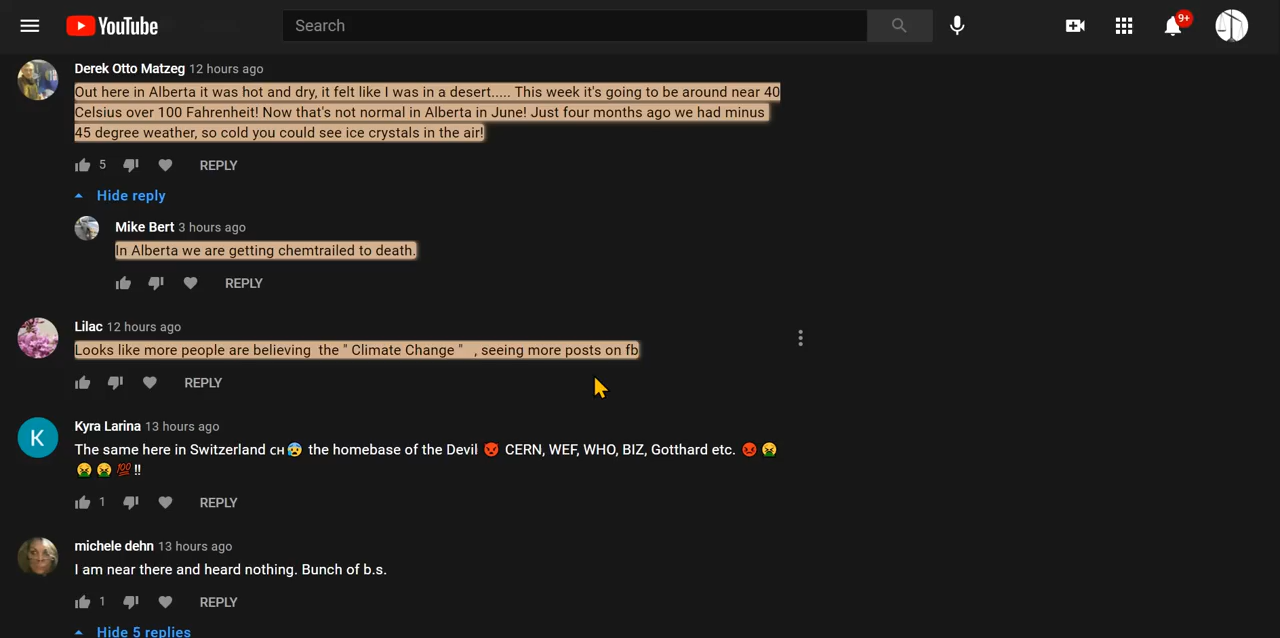 YouTube
Search
9+
Derek Otto Matzeg 12 hours ago
Out here in Alberta it was hot and dry, it felt like I was in a desert..... This week it's going to be around near 40
Celsius over 100 Fahrenheit! Now that's not normal in Alberta in June! Just four months ago we had minus
45 degree weather, so cold you could see ice crystals in the air!
5 REPLY
Hide reply
Mike Bert 3 hours ago
In Alberta we are getting chemtrailed to death.
REPLY
Lilac 12 hours ago
Looks like more people are believing the " Climate Change " , seeing more posts on fb
REPLY
K
Kyra Larina 13 hours ago
The same here in Switzerland 🇨🇭😰 the homebase of the Devil 👿 CERN, WEF, WHO, BIZ, Gotthard etc. 😡🤮
🤮🤮💯‼
1 REPLY
michele dehn 13 hours ago
I am near there and heard nothing. Bunch of b.s.
1 REPLY
Hide 5 replies